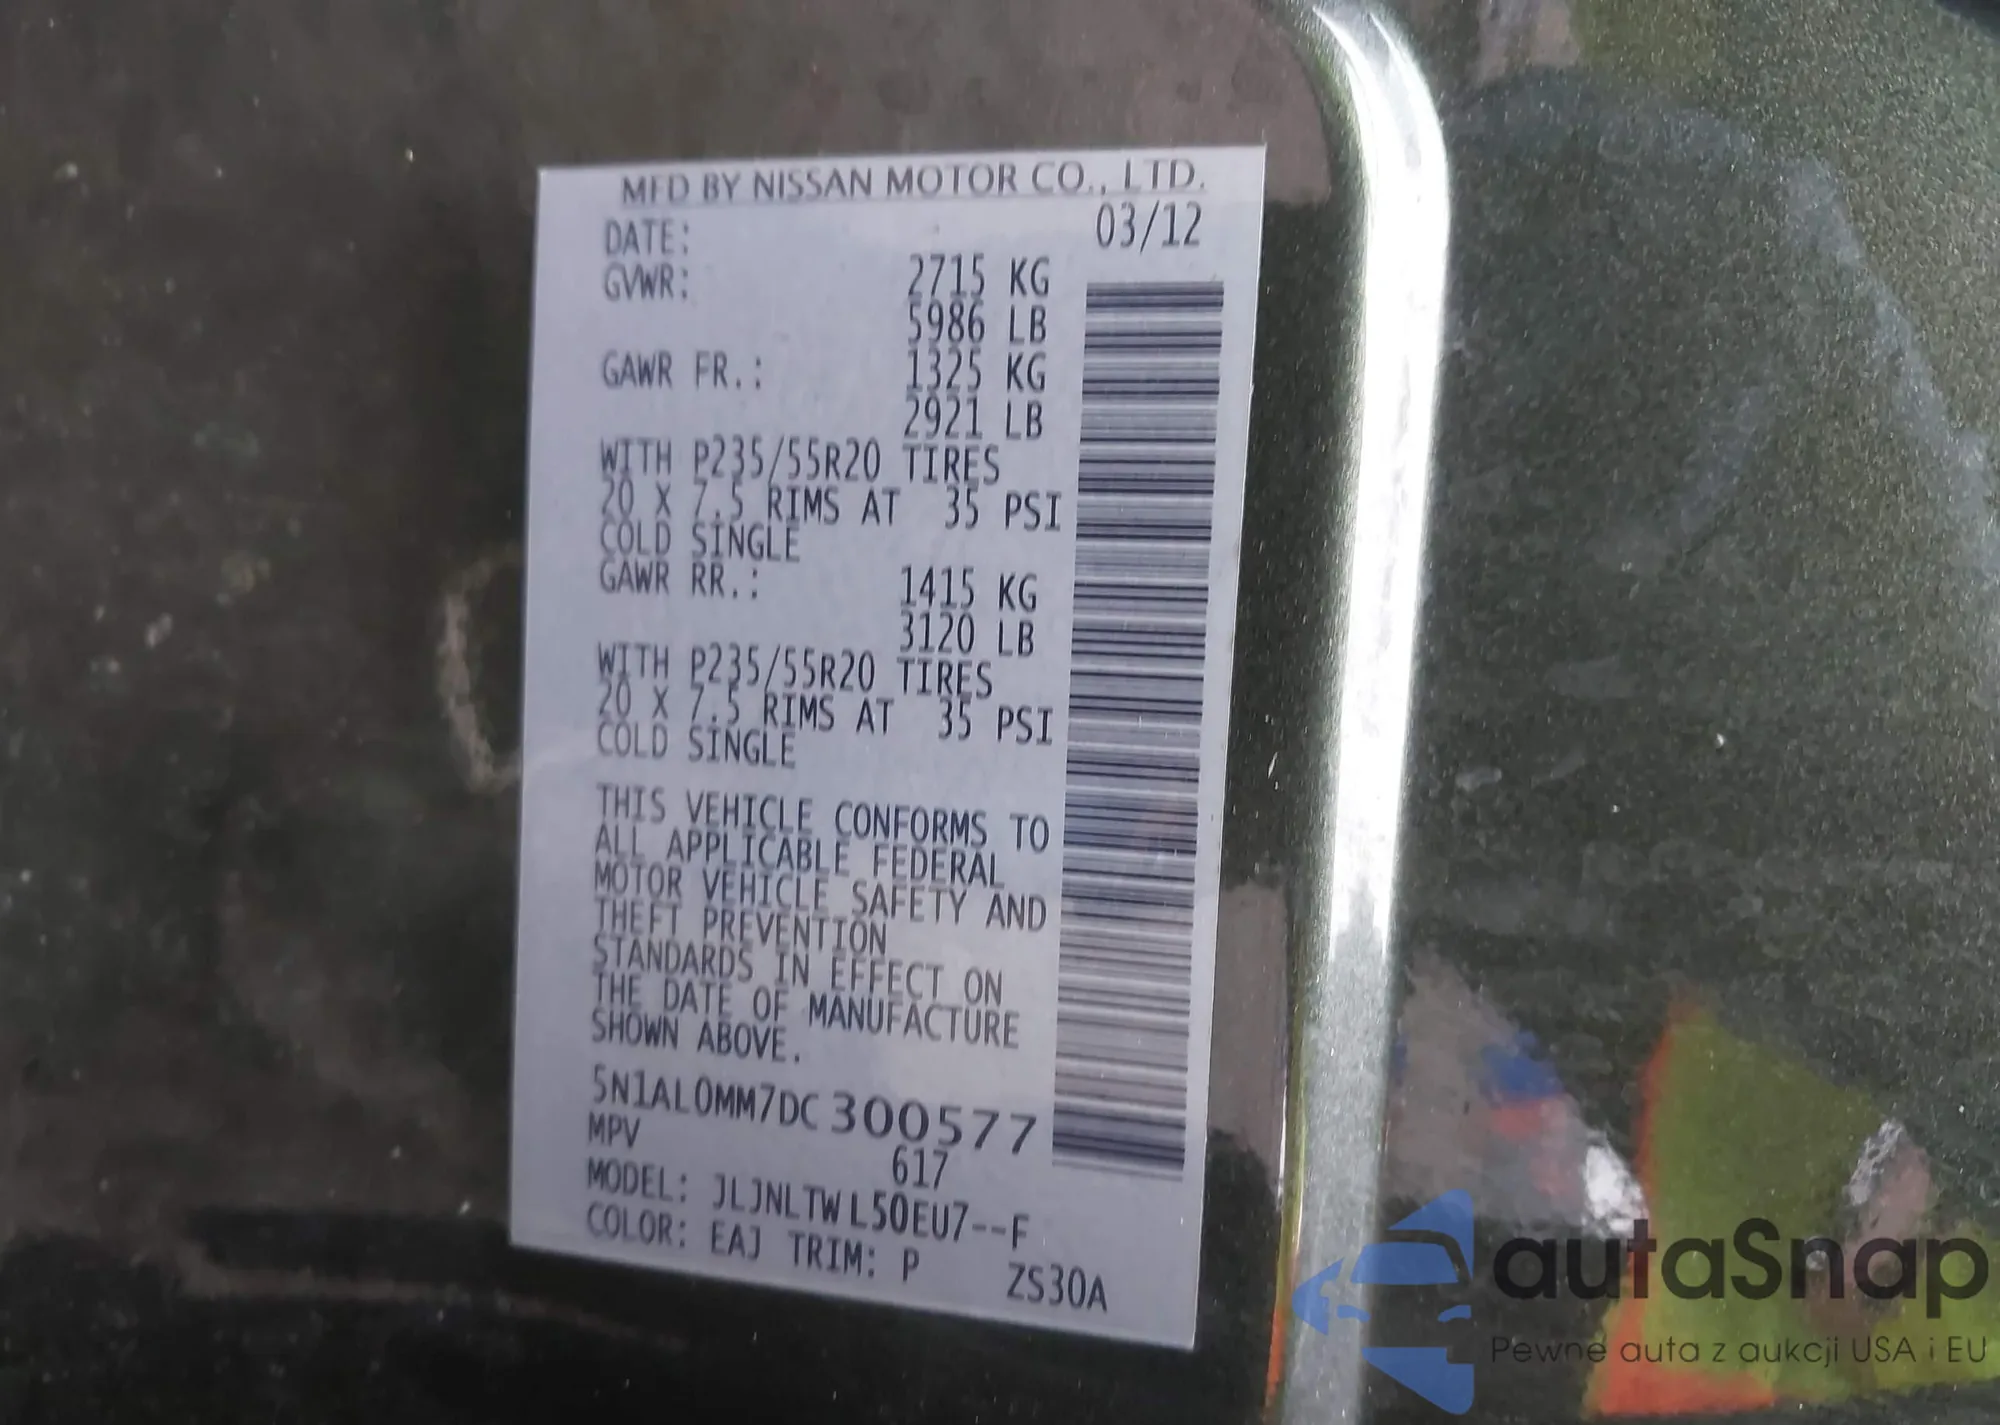 MFD BY NISSAN MOTOR CO., LTD.
DATE: 03/12
GVWR: 2715 KG
5986 LB
GAWR FR.: 1325 KG
2921 LB
WITH P235/55R20 TIRES
20 X 7.5 RIMS AT 35 PSI
COLD SINGLE
GAWR RR.: 1415 KG
3120 LB
WITH P235/55R20 TIRES
20 X 7.5 RIMS AT 35 PSI
COLD SINGLE
THIS VEHICLE CONFORMS TO
ALL APPLICABLE FEDERAL
MOTOR VEHICLE SAFETY AND
THEFT PREVENTION
STANDARDS IN EFFECT ON
THE DATE OF MANUFACTURE
SHOWN ABOVE.
5N1AL0MM7DC300577
MPV
617
MODEL: JLJNLTWL50EU7--F
COLOR: EAJ TRIM: P ZS30A
autaSnap
Pewne auta z aukcji USA i EU